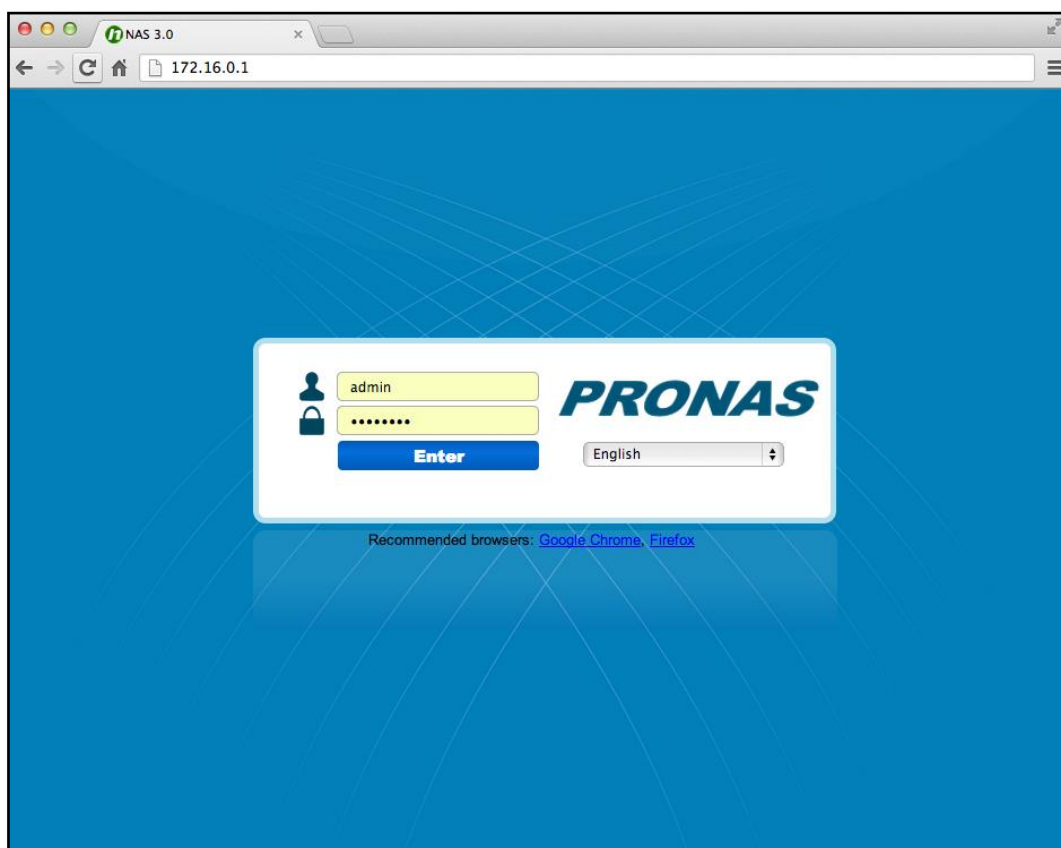 NAS 3.0
172.16.0.1
admin
PRONAS
English
Enter
Recommended browsers: Google Chrome, Firefox